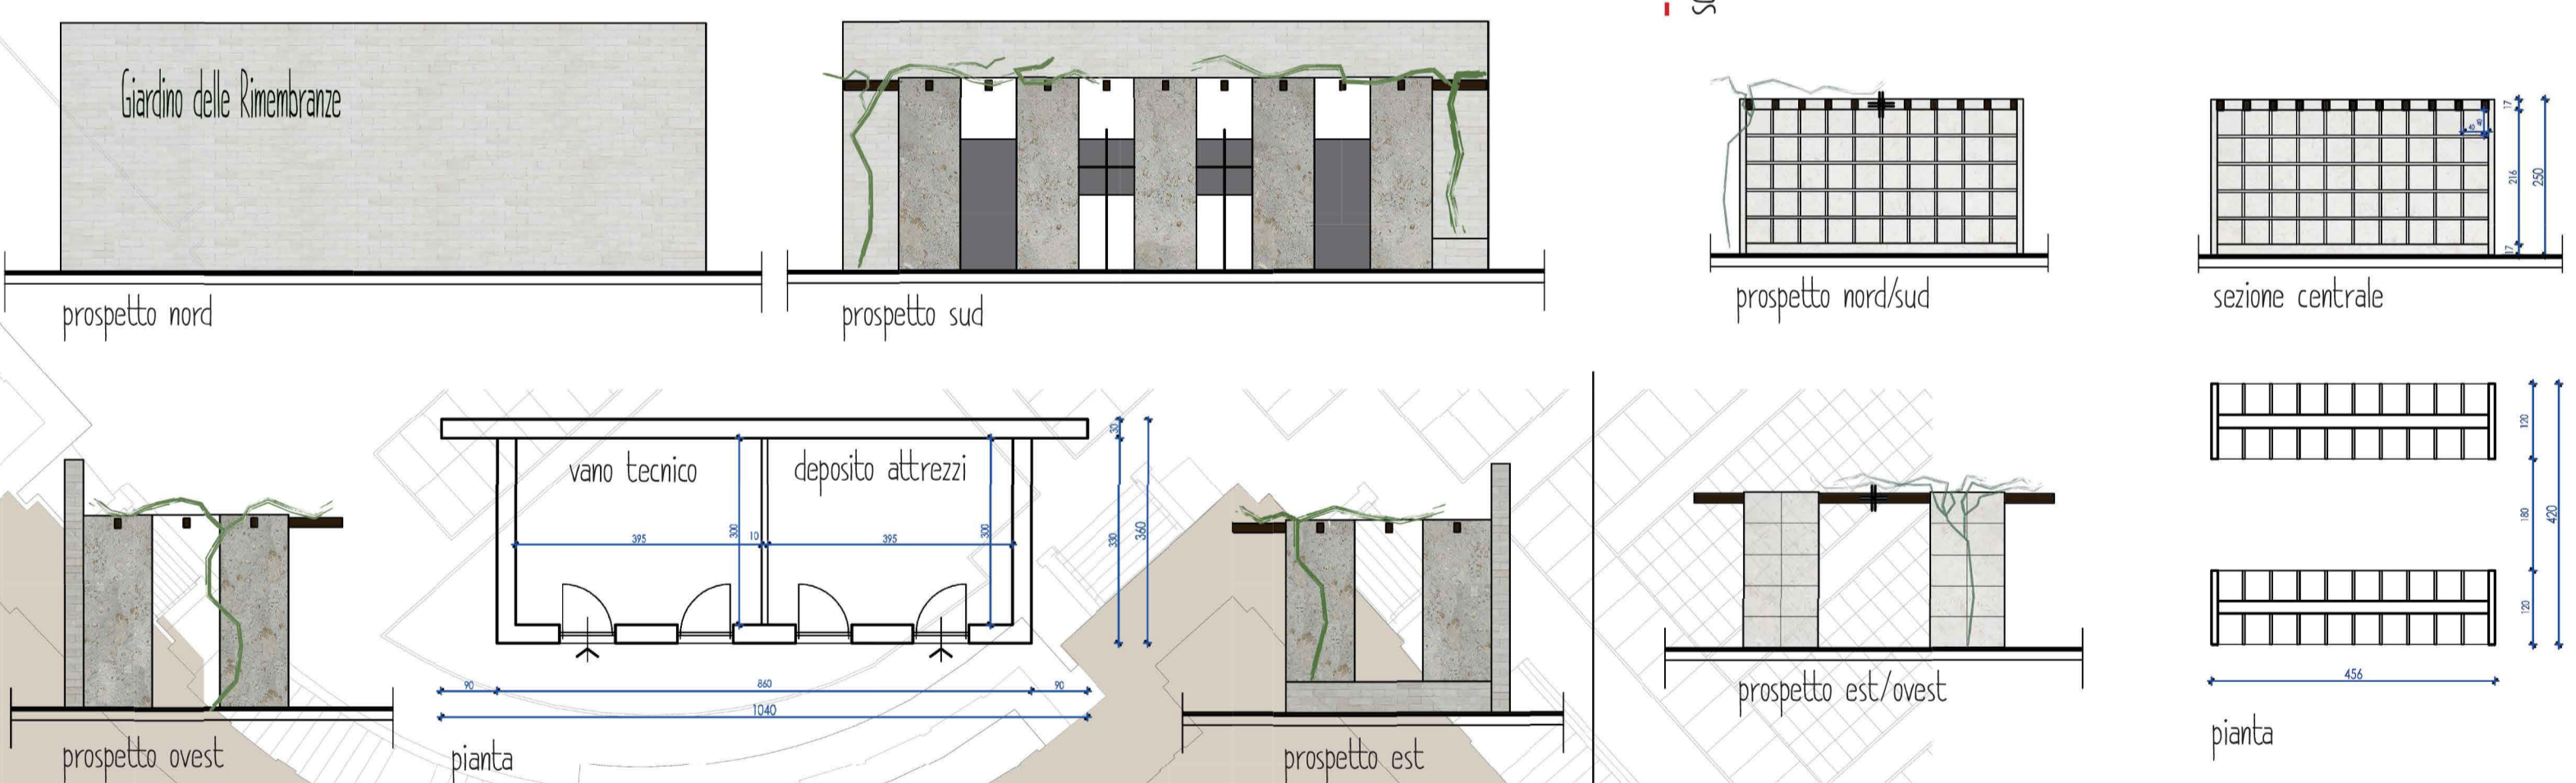 Giardino delle Rimembranze
prospetto nord
prospetto sud
prospetto nord/sud
17
40
40
216
250
17
sezione centrale
prospetto ovest
vano tecnico
deposito attrezzi
395
300
10
395
300
30
330
360
90
860
90
1040
pianta
prospetto est
prospetto est/ovest
120
180
420
120
456
pianta